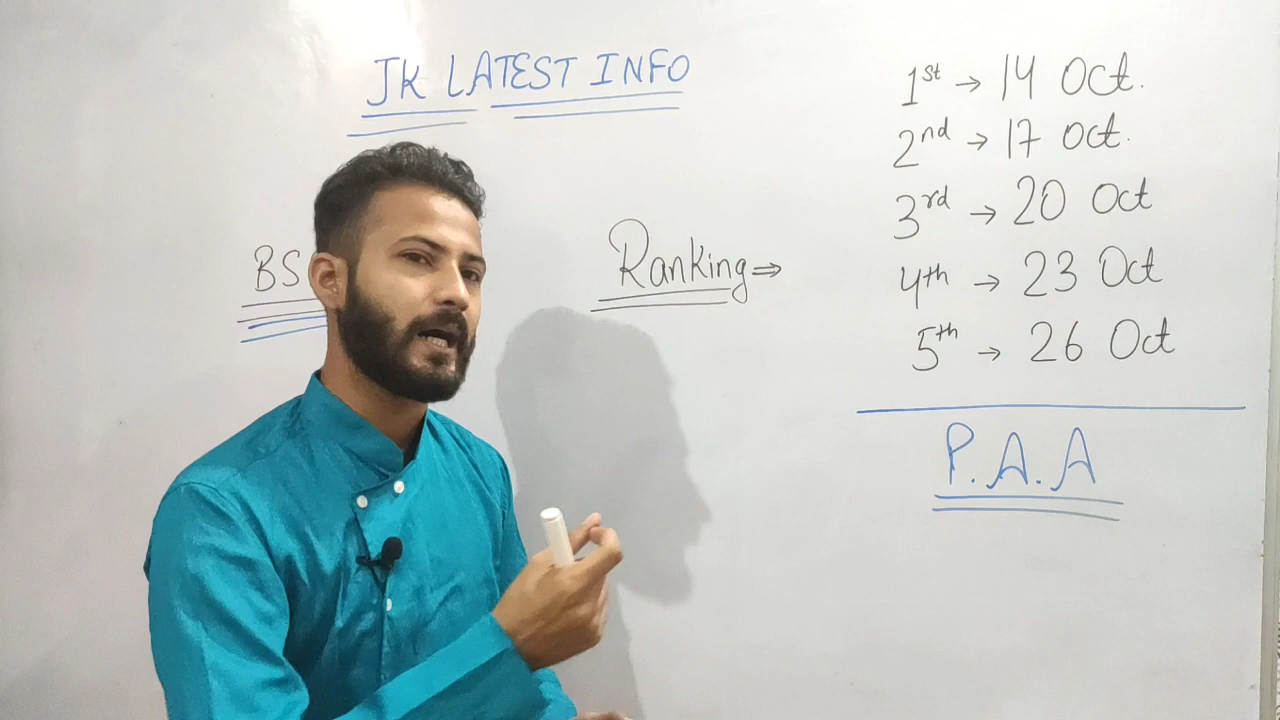 JK LATEST INFO
BS
Ranking ⇒
1st → 14 Oct.
2nd → 17 Oct.
3rd → 20 Oct
4th → 23 Oct
5th → 26 Oct
P.A.A